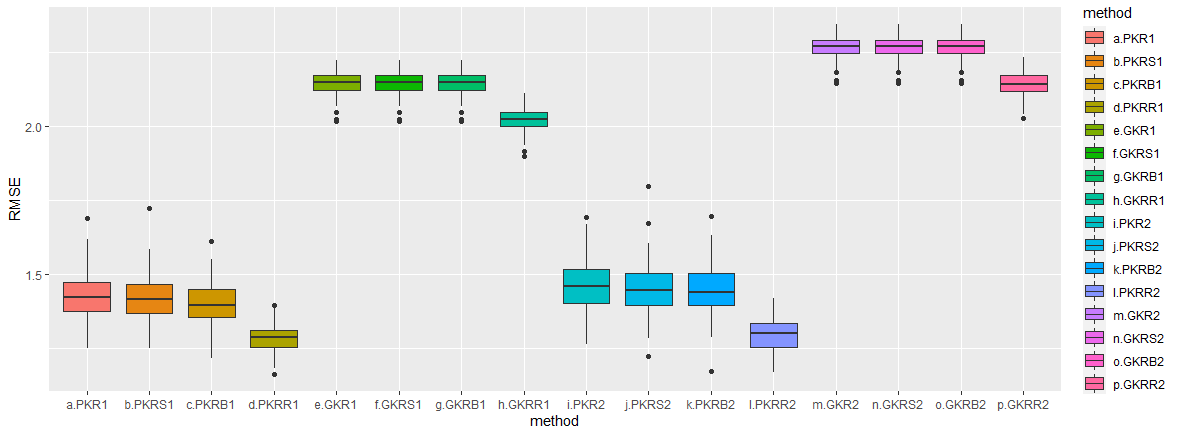 RMSE
2.0
1.5
a.PKR1 b.PKRS1 c.PKRB1 d.PKRR1 e.GKR1 f.GKRS1 g.GKRB1 h.GKRR1 i.PKR2 j.PKRS2 k.PKRB2 l.PKRR2 m.GKR2 n.GKRS2 o.GKRB2 p.GKRR2
method
method
a.PKR1
b.PKRS1
c.PKRB1
d.PKRR1
e.GKR1
f.GKRS1
g.GKRB1
h.GKRR1
i.PKR2
j.PKRS2
k.PKRB2
l.PKRR2
m.GKR2
n.GKRS2
o.GKRB2
p.GKRR2